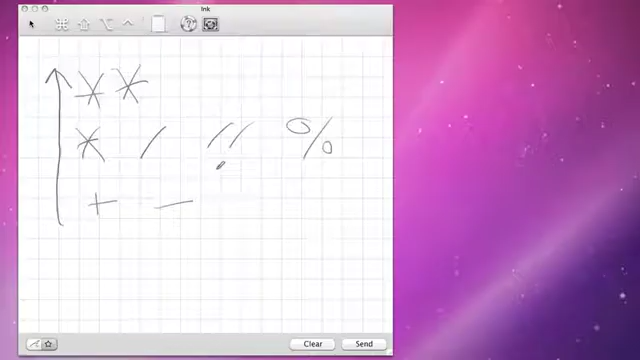 Ink
**
* / // %
+ -
Clear Send